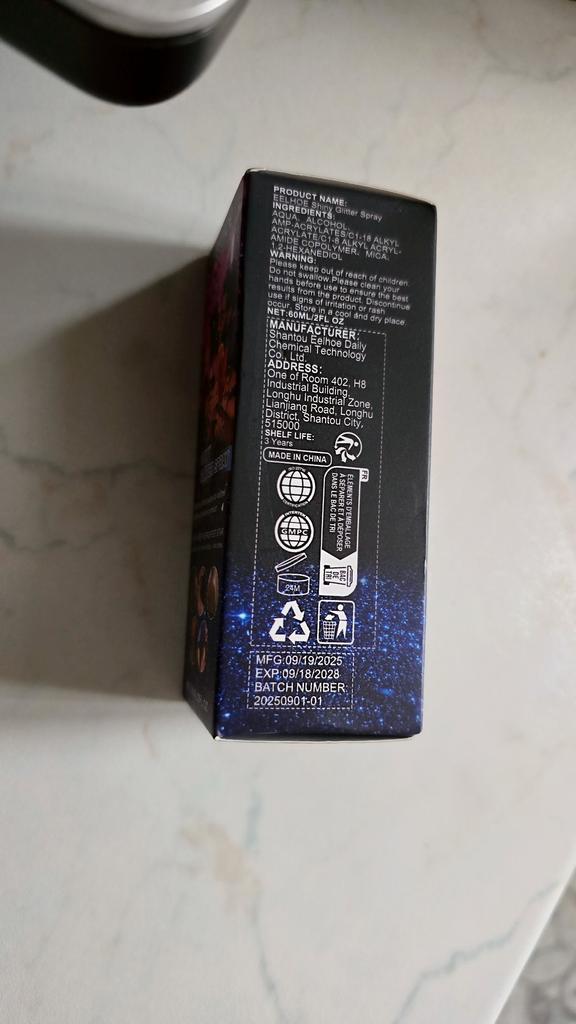 PRODUCT NAME:
EELHOE Shiny Glitter Spray
INGREDIENTS:
AQUA, ALCOHOL,
AMP-ACRYLATES/C1-18 ALKYL
ACRYLATE/C1-8 ALKYL ACRYL-
AMIDE COPOLYMER, MICA,
1,2-HEXANEDIOL
WARNING:
Please keep out of reach of children.
Do not swallow.Please clean your
hands before use to ensure the best
results from the product. Discontinue
use if signs of irritation or rash
occur. Store in a cool and dry place.
NET:60ML/2FL OZ
MANUFACTURER:
Shantou Eelhoe Daily
Chemical Technology
Co., Ltd.
ADDRESS:
One of Room 402, H8
Industrial Building,
Longhu Industrial Zone,
Lianjiang Road, Longhu
District, Shantou City,
515000
SHELF LIFE:
3 Years
MADE IN CHINA
FR
ÉLÉMENTS D'EMBALLAGE
À SÉPARER ET À DÉPOSER
DANS LE BAC DE TRI
BAC
DE
TRI
GMPC
24M
MFG:09/19/2025
EXP:09/18/2028
BATCH NUMBER:
20250901-01